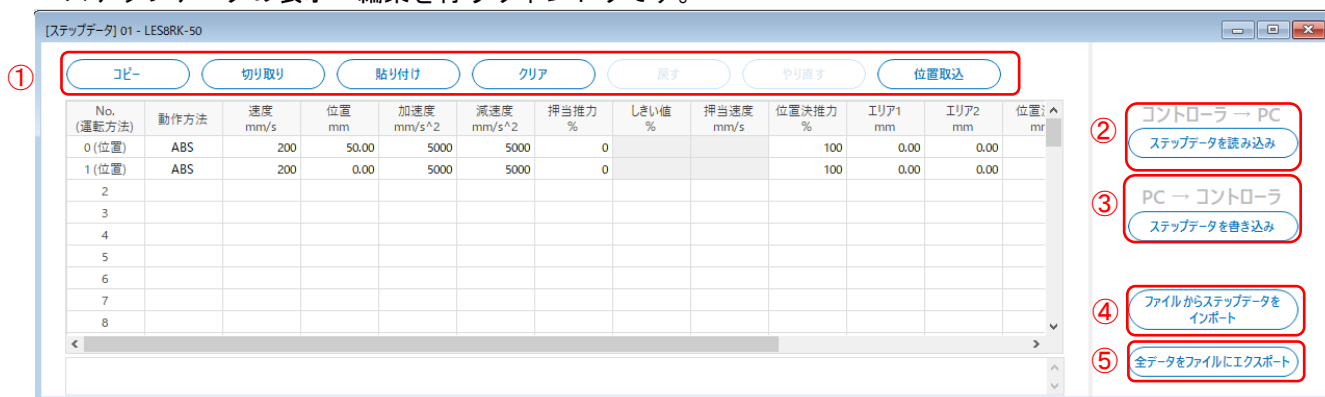 [ステップデータ] 01 - LES8RK-50
① コピー 切り取り 貼り付け クリア 戻す やり直す 位置取込
No. (運転方法) 動作方法 速度 mm/s 位置 mm 加速度 mm/s^2 減速度 mm/s^2 押当推力 % しきい値 % 押当速度 mm/s 位置決推力 % エリア1 mm エリア2 mm
0 (位置) ABS 200 50.00 5000 5000 0 100 0.00 0.00
1 (位置) ABS 200 0.00 5000 5000 0 100 0.00 0.00
2
3
4
5
6
7
8
② コントローラ → PC
ステップデータを読み込み
③ PC → コントローラ
ステップデータを書き込み
④ ファイルからステップデータを
インポート
⑤ 全データをファイルにエクスポート